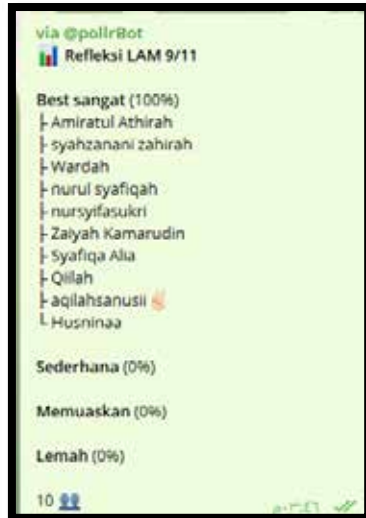 via @pollrBot
Refleksi LAM 9/11
Best sangat (100%)
Amiratul Athirah
syahzanani zahirah
Wardah
nurul syafiqah
nursyifasukri
Zaiyah Kamarudin
Syafiqa Alia
Qillah
aqilahsanusii
Husninaa
Sederhana (0%)
Memuaskan (0%)
Lemah (0%)
10